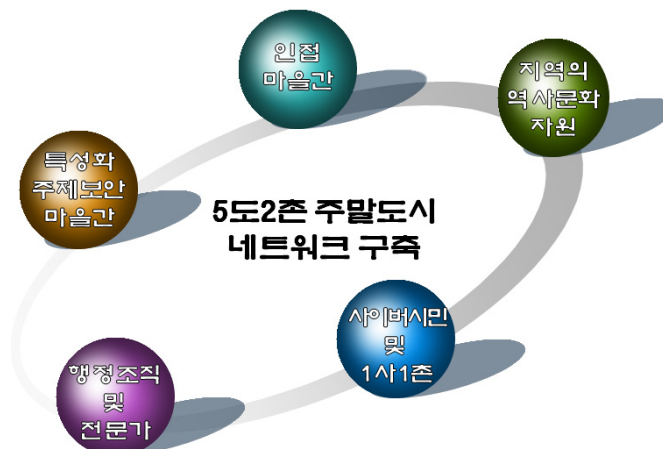 인접
마을간
지역의
역사문화
자원
특성화
주제보안
마을간
5도2촌 주말도시
네트워크 구축
사이버시민
및
1사1촌
행정조직
및
전문가